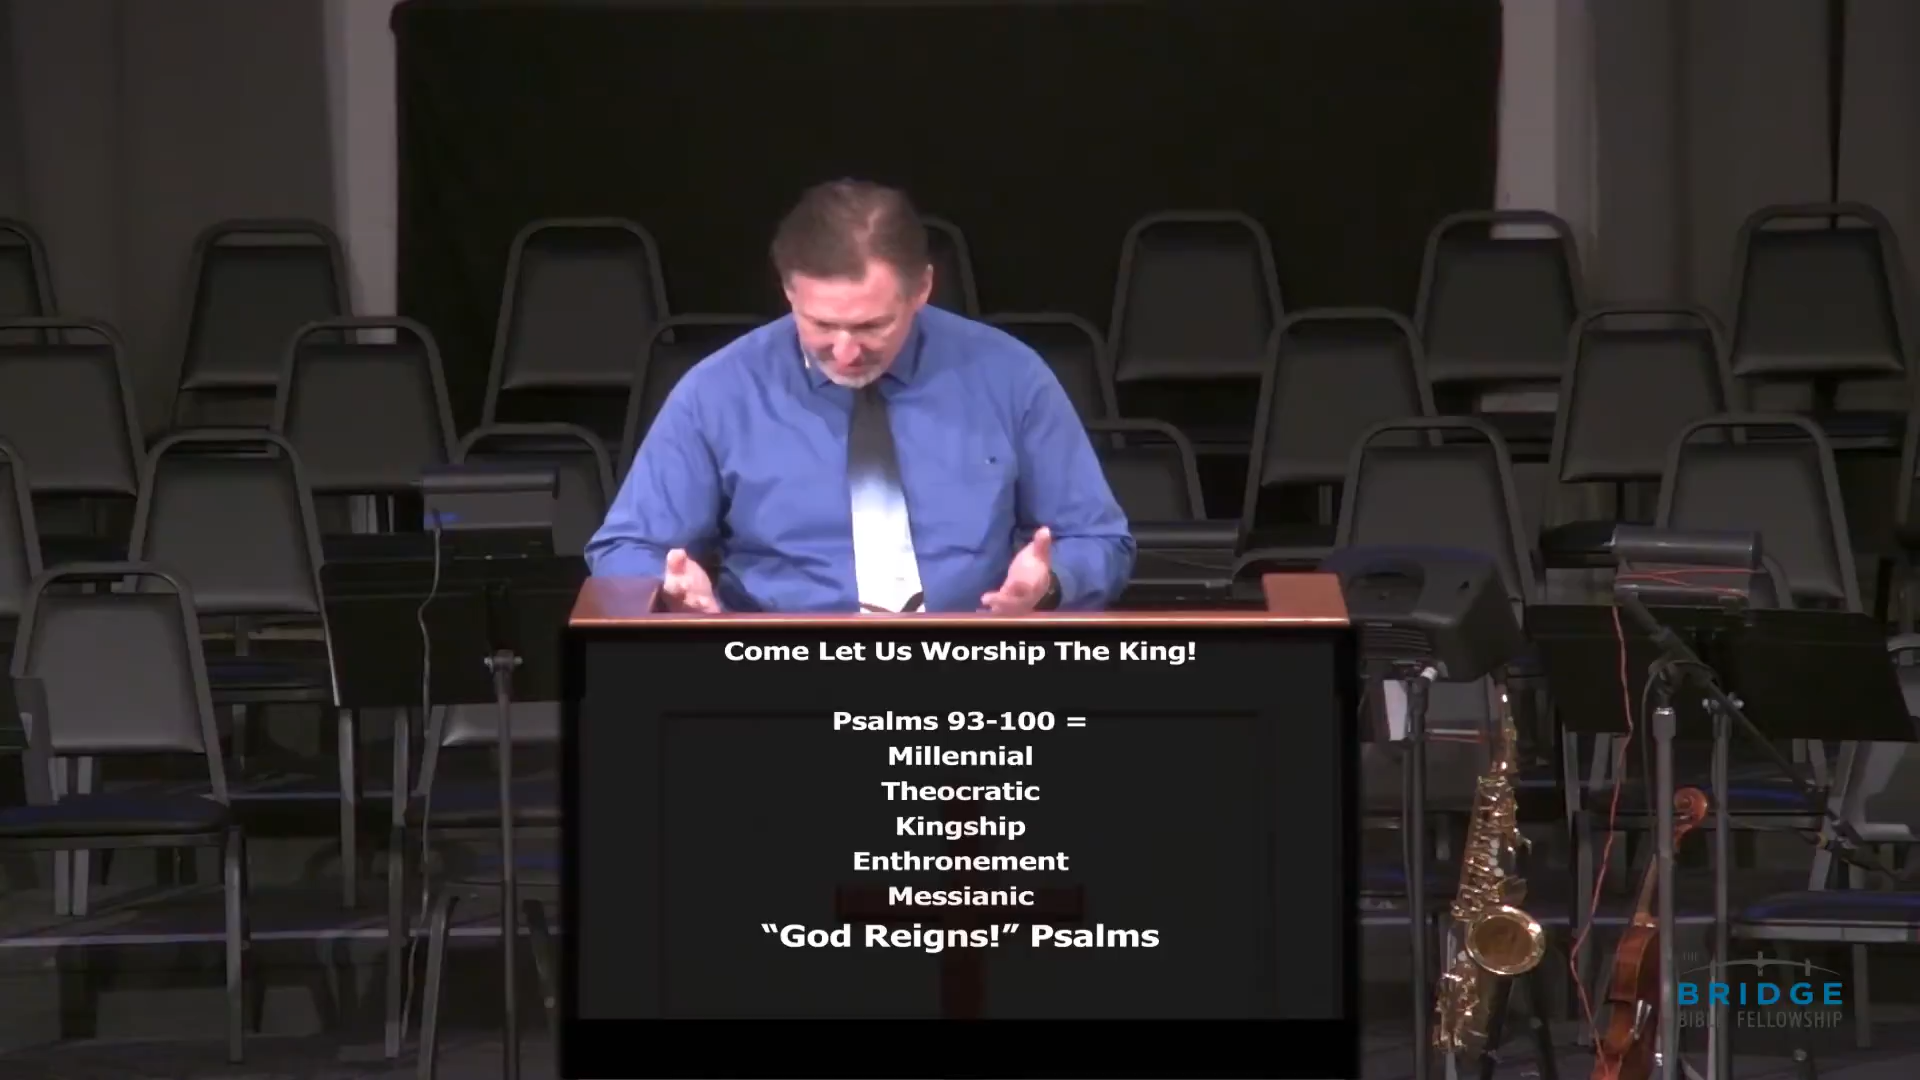 Come Let Us Worship The King!
Psalms 93-100 =
Millennial
Theocratic
Kingship
Enthronement
Messianic
“God Reigns!” Psalms
THE
BRIDGE
BIBLE FELLOWSHIP